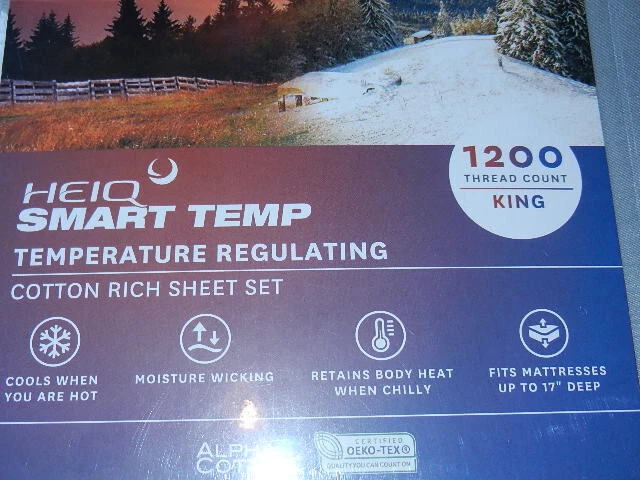 1200
THREAD COUNT
KING
HEIQ
SMART TEMP
TEMPERATURE REGULATING
COTTON RICH SHEET SET
COOLS WHEN
YOU ARE HOT
MOISTURE WICKING
RETAINS BODY HEAT
WHEN CHILLY
FITS MATTRESSES
UP TO 17" DEEP
CERTIFIED
OEKO-TEX®
QUALITY YOU CAN COUNT ON